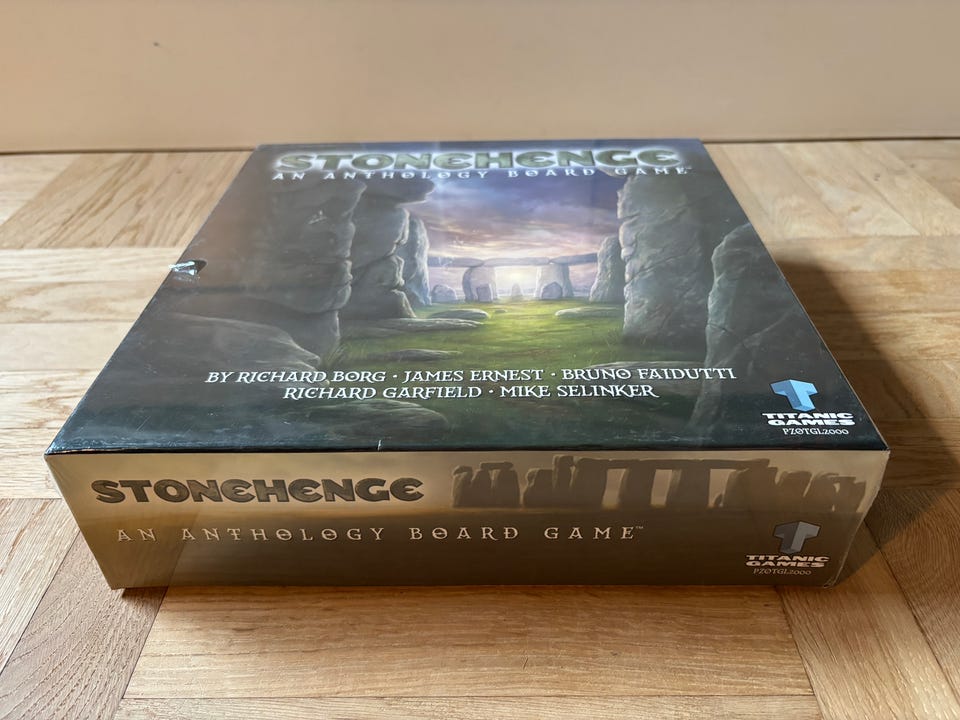 STONEHENGE
AN ANTHOLOGY BOARD GAME™
BY RICHARD BORG · JAMES ERNEST · BRUNO FAIDUTTI
RICHARD GARFIELD · MIKE SELINKER
TITANIC
GAMES
PZOTGL2000
STONEHENGE
AN ANTHOLOGY BOARD GAME™
TITANIC
GAMES
PZOTGL2000